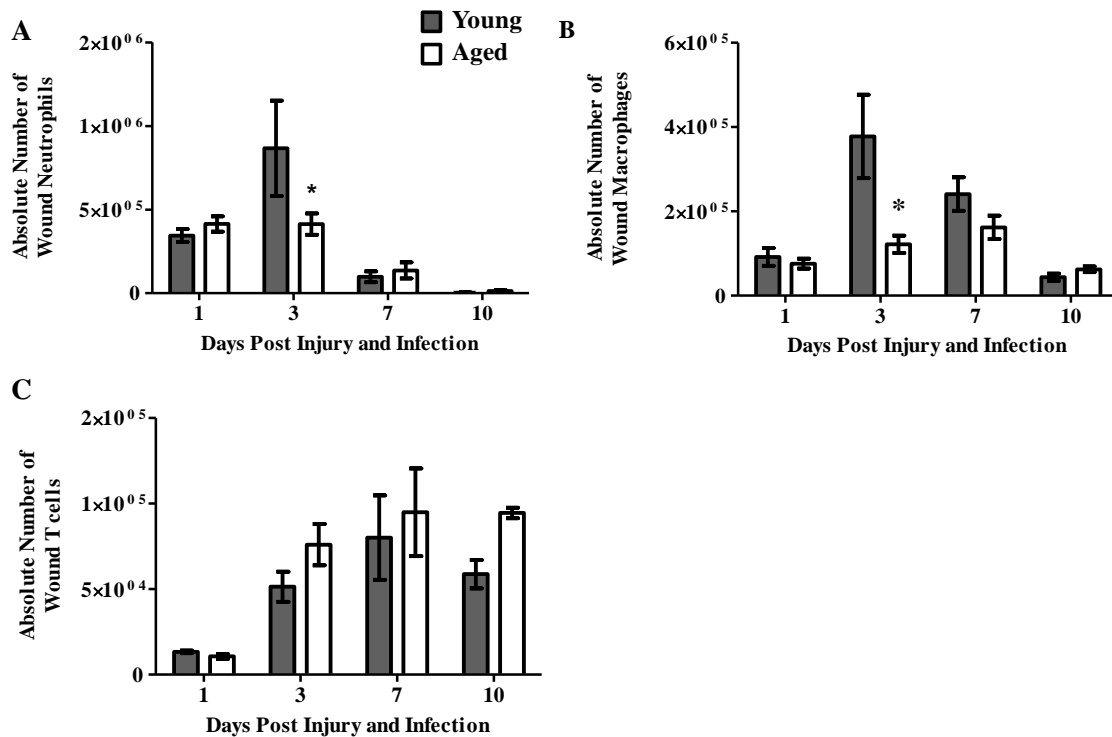 A
Young
Aged
2×10⁰⁶
1×10⁰⁶
5×10⁰⁵
0
Absolute Number of
Wound Neutrophils
*
1 3 7 10
Days Post Injury and Infection
B
6×10⁰⁵
4×10⁰⁵
2×10⁰⁵
0
Absolute Number of
Wound Macrophages
*
1 3 7 10
Days Post Injury and Infection
C
2×10⁰⁵
1×10⁰⁵
5×10⁰⁴
0
Absolute Number of
Wound T cells
1 3 7 10
Days Post Injury and Infection